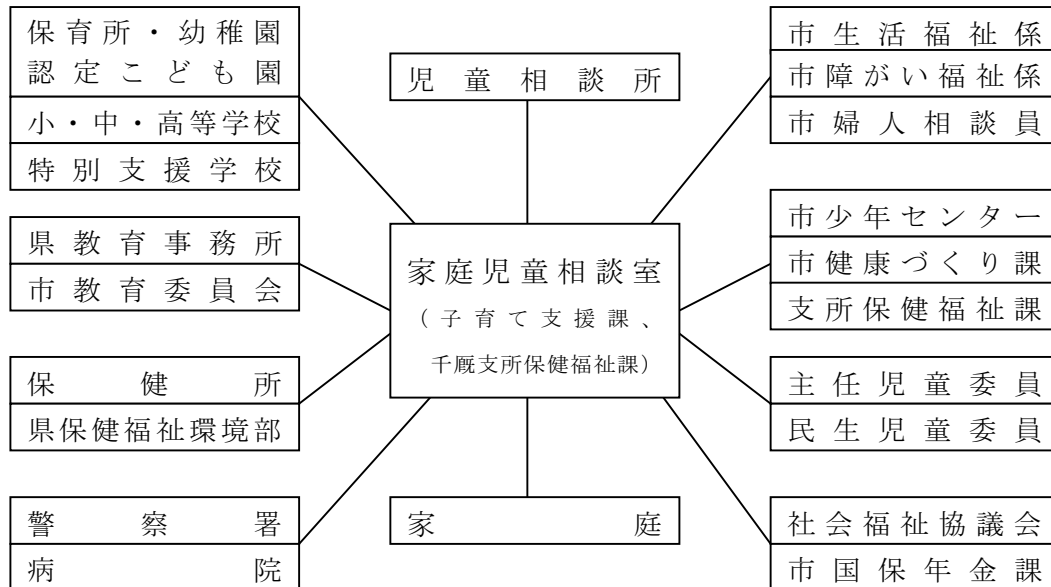 保育所・幼稚園
認定こども園
小・中・高等学校
特別支援学校
県教育事務所
市教育委員会
保健所
県保健福祉環境部
警察署
病院
児童相談所
家庭児童相談室
(子育て支援課、
千厩支所保健福祉課)
家庭
市生活福祉係
市障がい福祉係
市婦人相談員
市少年センター
市健康づくり課
支所保健福祉課
主任児童委員
民生児童委員
社会福祉協議会
市国保年金課